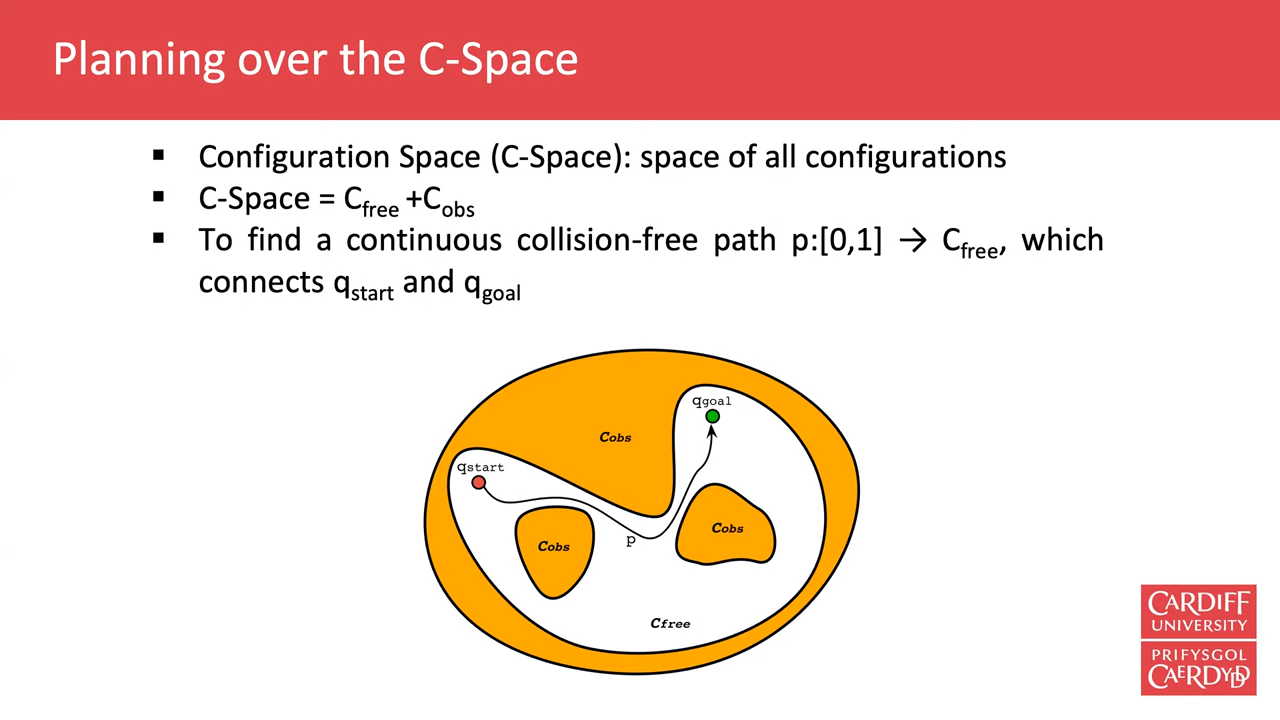 Planning over the C-Space
▪ Configuration Space (C-Space): space of all configurations
▪ C-Space = Cfree +Cobs
▪ To find a continuous collision-free path p:[0,1] → Cfree, which
connects qstart and qgoal
qgoal
Cobs
qstart
Cobs
Cobs
p
Cfree
CARDIFF
UNIVERSITY
PRIFYSGOL
CAERDYDD